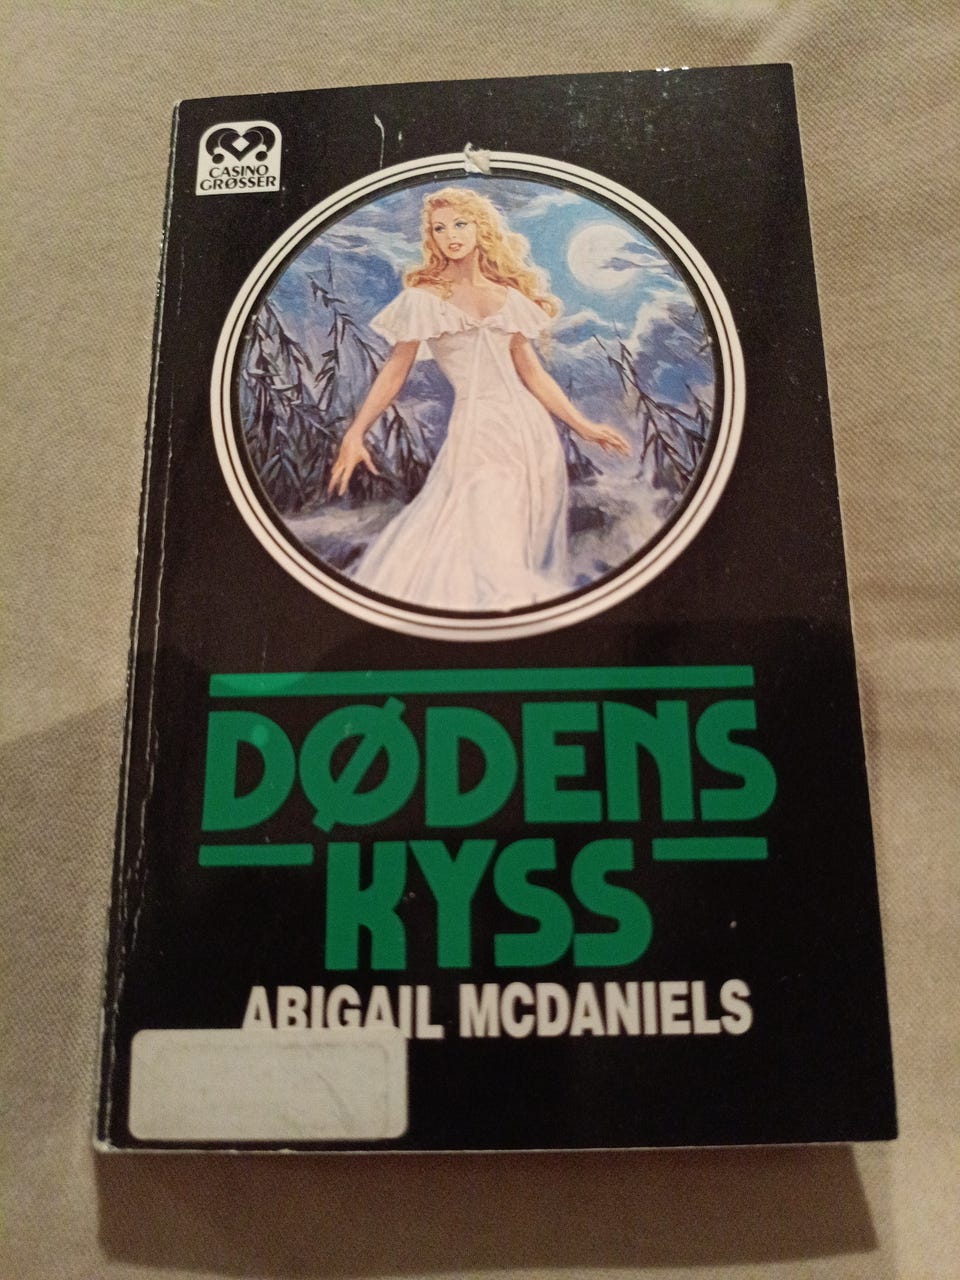 CASINO
GRØSSER
DØDENS
KYSS
ABIGAIL MCDANIELS